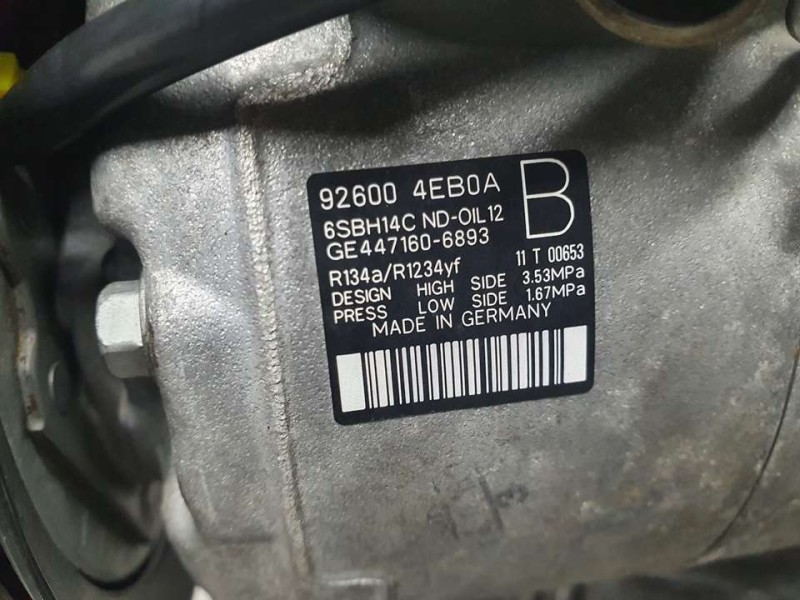 92600 4EB0A B
6SBH14C ND-OIL12
GE447160-6893
R134a/R1234yf 11 T 00653
DESIGN HIGH SIDE 3.53MPa
PRESS LOW SIDE 1.67MPa
MADE IN GERMANY